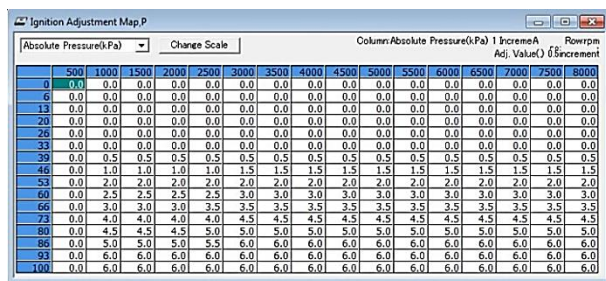 Ignition Adjustment Map,P
Absolute Pressure(kPa) Change Scale Column:Absolute Pressure(kPa) 1 IncremeA Rowrpm
Adj. Value() 0.5increment
500 1000 1500 2000 2500 3000 3500 4000 4500 5000 5500 6000 6500 7000 7500 8000
0 0.0 0.0 0.0 0.0 0.0 0.0 0.0 0.0 0.0 0.0 0.0 0.0 0.0 0.0 0.0 0.0
6 0.0 0.0 0.0 0.0 0.0 0.0 0.0 0.0 0.0 0.0 0.0 0.0 0.0 0.0 0.0 0.0
13 0.0 0.0 0.0 0.0 0.0 0.0 0.0 0.0 0.0 0.0 0.0 0.0 0.0 0.0 0.0 0.0
20 0.0 0.0 0.0 0.0 0.0 0.0 0.0 0.0 0.0 0.0 0.0 0.0 0.0 0.0 0.0 0.0
26 0.0 0.0 0.0 0.0 0.0 0.0 0.0 0.0 0.0 0.0 0.0 0.0 0.0 0.0 0.0 0.0
33 0.0 0.0 0.0 0.0 0.0 0.0 0.0 0.0 0.0 0.0 0.0 0.0 0.0 0.0 0.0 0.0
39 0.0 0.5 0.5 0.5 0.5 0.5 0.5 0.5 0.5 0.5 0.5 0.5 0.5 0.5 0.5 0.5
46 0.0 1.0 1.0 1.0 1.0 1.5 1.5 1.5 1.5 1.5 1.5 1.5 1.5 1.5 1.5 1.5
53 0.0 2.0 2.0 2.0 2.0 2.0 2.0 2.0 2.0 2.0 2.0 2.0 2.0 2.0 2.0 2.0
60 0.0 2.5 2.5 2.5 2.5 3.0 3.0 3.0 3.0 3.0 3.0 3.0 3.0 3.0 3.0 3.0
66 0.0 3.0 3.0 3.0 3.5 3.5 3.5 3.5 3.5 3.5 3.5 3.5 3.5 3.5 3.5 3.5
73 0.0 4.0 4.0 4.0 4.0 4.5 4.5 4.5 4.5 4.5 4.5 4.5 4.5 4.5 4.5 4.5
80 0.0 4.5 4.5 4.5 5.0 5.0 5.0 5.0 5.0 5.0 5.0 5.0 5.0 5.0 5.0 5.0
86 0.0 5.0 5.0 5.0 5.5 6.0 6.0 6.0 6.0 6.0 6.0 6.0 6.0 6.0 6.0 6.0
93 0.0 6.0 6.0 6.0 6.0 6.0 6.0 6.0 6.0 6.0 6.0 6.0 6.0 6.0 6.0 6.0
100 0.0 6.0 6.0 6.0 6.0 6.0 6.0 6.0 6.0 6.0 6.0 6.0 6.0 6.0 6.0 6.0